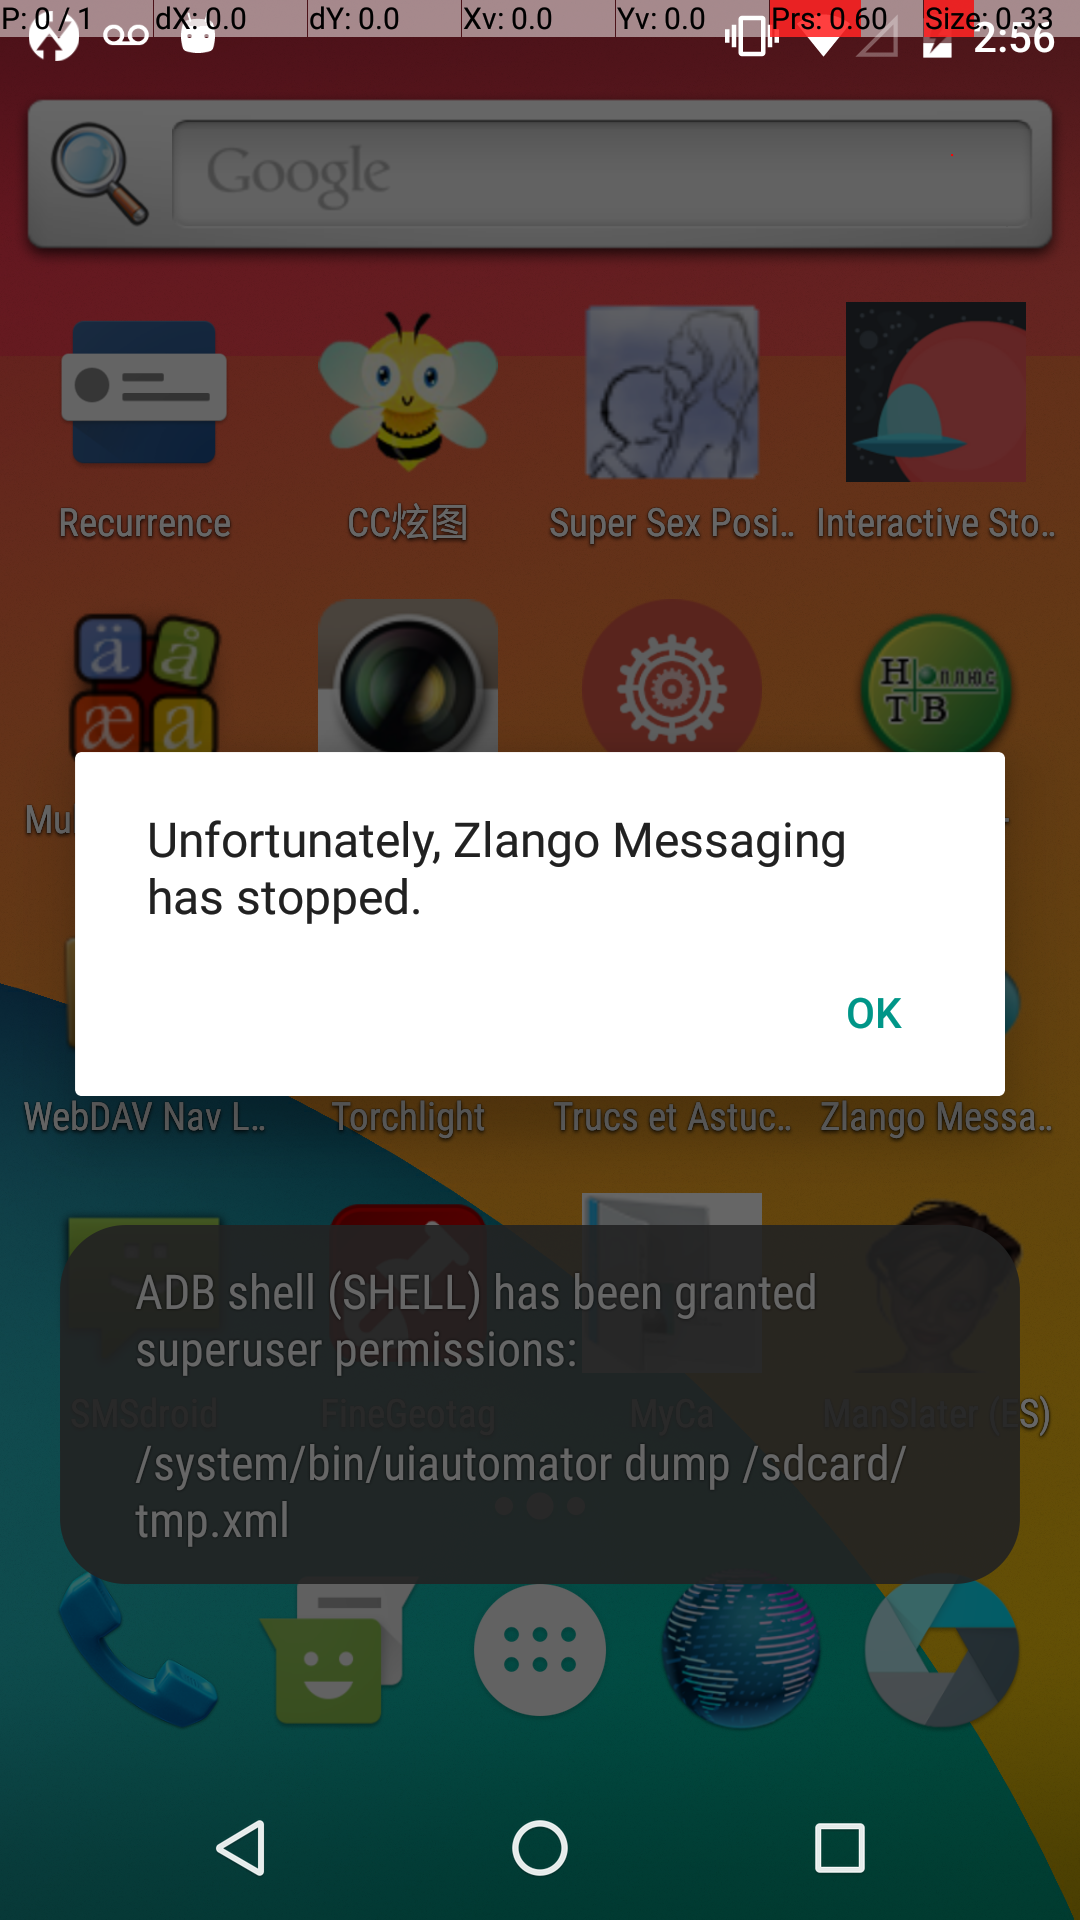 P: 0 / 1 dX: 0.0 dY: 0.0 Xv: 0.0 Yv: 0.0 Prs: 0.60 Size: 0.33
2:56
Google
Recurrence CC炫图 Super Sex Posi... Interactive Sto...
ä å
æ a
Н ПЛЮС
Т В
Mu
Unfortunately, Zlango Messaging
has stopped.
OK
WebDAV Nav L... Torchlight Trucs et Astuc... Zlango Messa...
ADB shell (SHELL) has been granted
superuser permissions:
SMSdroid FineGeotag MyCa ManSlater (ES)
/system/bin/uiautomator dump /sdcard/
tmp.xml